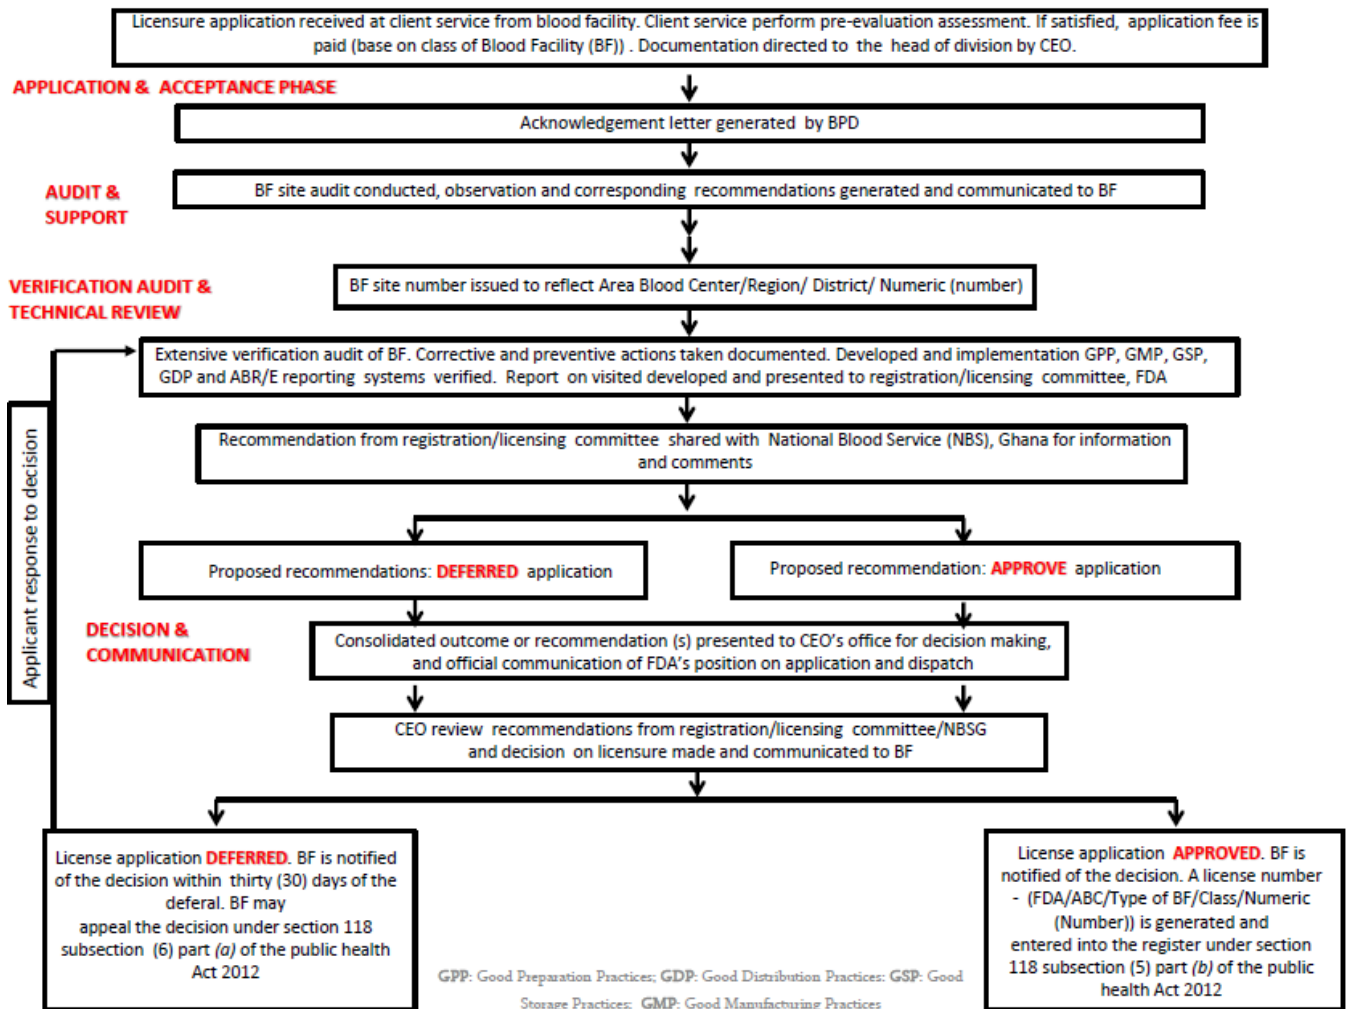 Licensure application received at client service from blood facility. Client service perform pre-evaluation assessment. If satisfied, application fee is
paid (base on class of Blood Facility (BF)) . Documentation directed to the head of division by CEO.
APPLICATION & ACCEPTANCE PHASE
Acknowledgement letter generated by BPD
AUDIT &
SUPPORT
BF site audit conducted, observation and corresponding recommendations generated and communicated to BF
VERIFICATION AUDIT &
TECHNICAL REVIEW
BF site number issued to reflect Area Blood Center/Region/ District/ Numeric (number)
Extensive verification audit of BF. Corrective and preventive actions taken documented. Developed and implementation GPP, GMP, GSP,
GDP and ABR/E reporting systems verified. Report on visited developed and presented to registration/licensing committee, FDA
Applicant response to decision
Recommendation from registration/licensing committee shared with National Blood Service (NBS), Ghana for information
and comments
Proposed recommendations: DEFERRED application
Proposed recommendation: APPROVE application
DECISION &
COMMUNICATION
Consolidated outcome or recommendation (s) presented to CEO's office for decision making,
and official communication of FDA's position on application and dispatch
CEO review recommendations from registration/licensing committee/NBSG
and decision on licensure made and communicated to BF
License application DEFERRED. BF is notified
of the decision within thirty (30) days of the
deferal. BF may
appeal the decision under section 118
subsection (6) part (a) of the public health
Act 2012
License application APPROVED. BF is
notified of the decision. A license number
- (FDA/ABC/Type of BF/Class/Numeric
(Number)) is generated and
entered into the register under section
118 subsection (5) part (b) of the public
health Act 2012
GPP: Good Preparation Practices; GDP: Good Distribution Practices: GSP: Good
Storage Practices; GMP: Good Manufacturing Practices